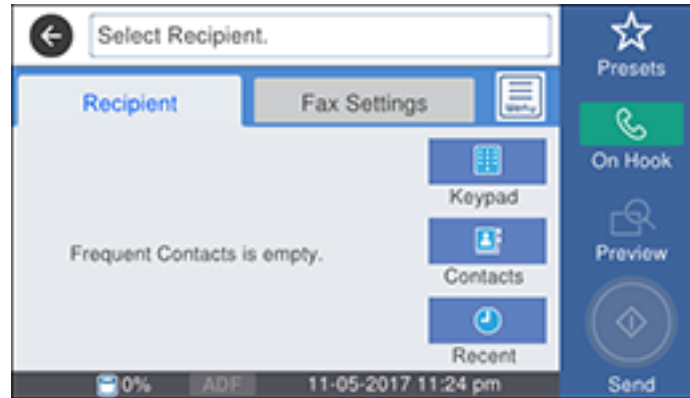 Select Recipient.
Presets
Recipient
Fax Settings
Menu
On Hook
Keypad
Frequent Contacts is empty.
Preview
Contacts
Recent
0%
ADF
11-05-2017 11:24 pm
Send